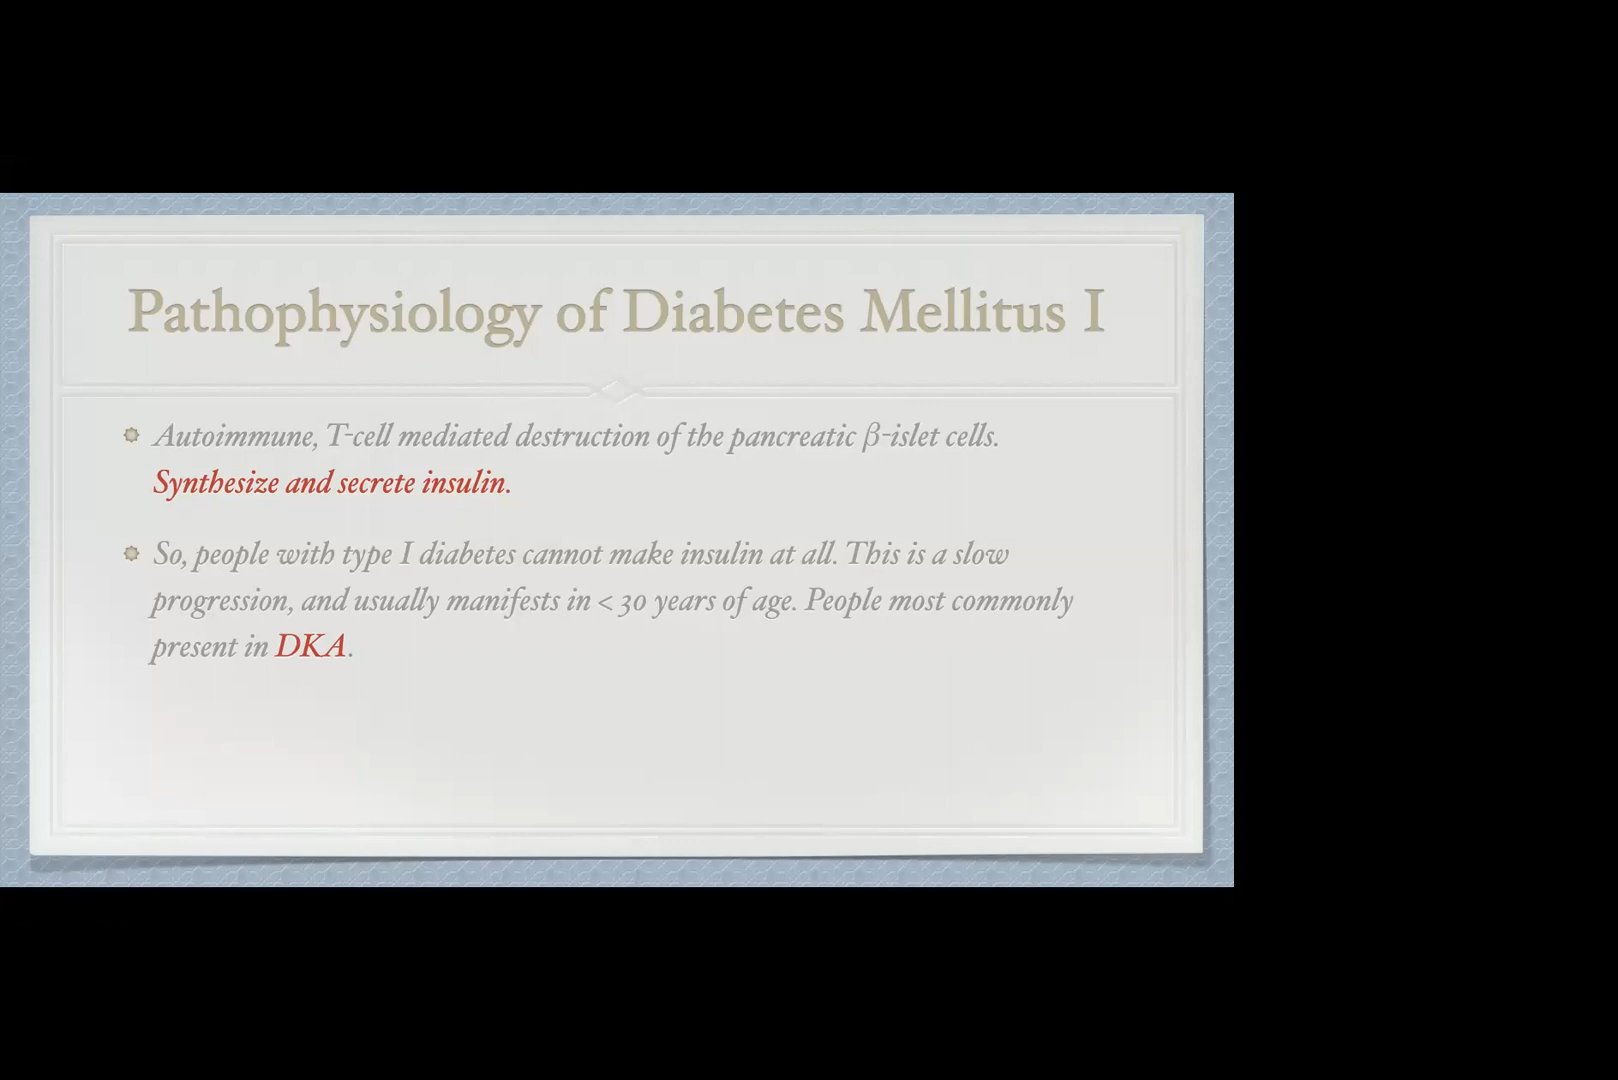 Pathophysiology of Diabetes Mellitus I
Autoimmune, T-cell mediated destruction of the pancreatic β-islet cells.
Synthesize and secrete insulin.
So, people with type I diabetes cannot make insulin at all. This is a slow
progression, and usually manifests in < 30 years of age. People most commonly
present in DKA.